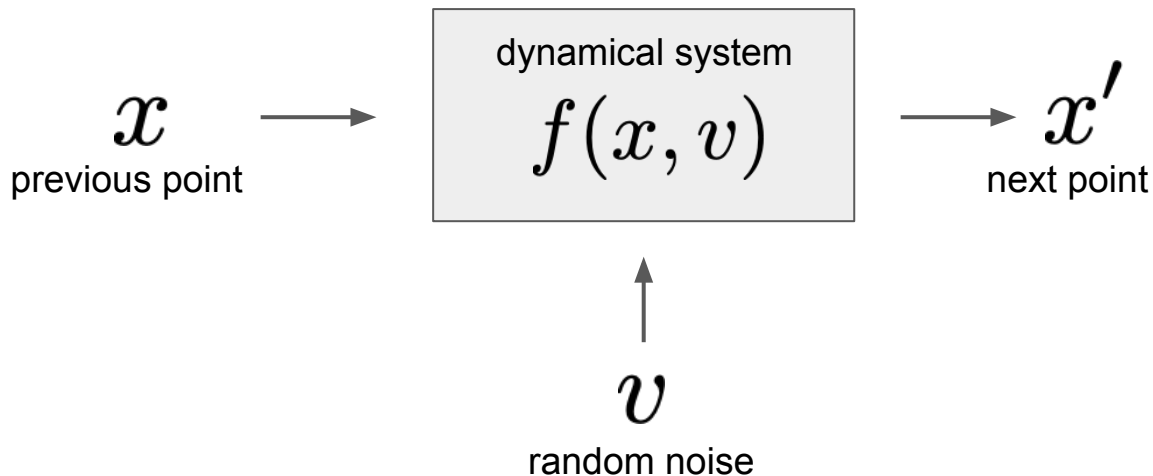 dynamical system
x
f(x, v)
x′
previous point
next point
v
random noise